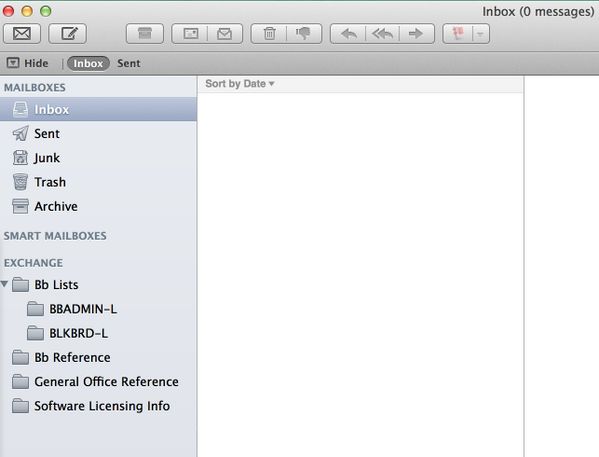 Inbox (0 messages)
Hide Inbox Sent
MAILBOXES
Sort by Date
Inbox
Sent
Junk
Trash
Archive
SMART MAILBOXES
EXCHANGE
Bb Lists
BBADMIN-L
BLKBRD-L
Bb Reference
General Office Reference
Software Licensing Info